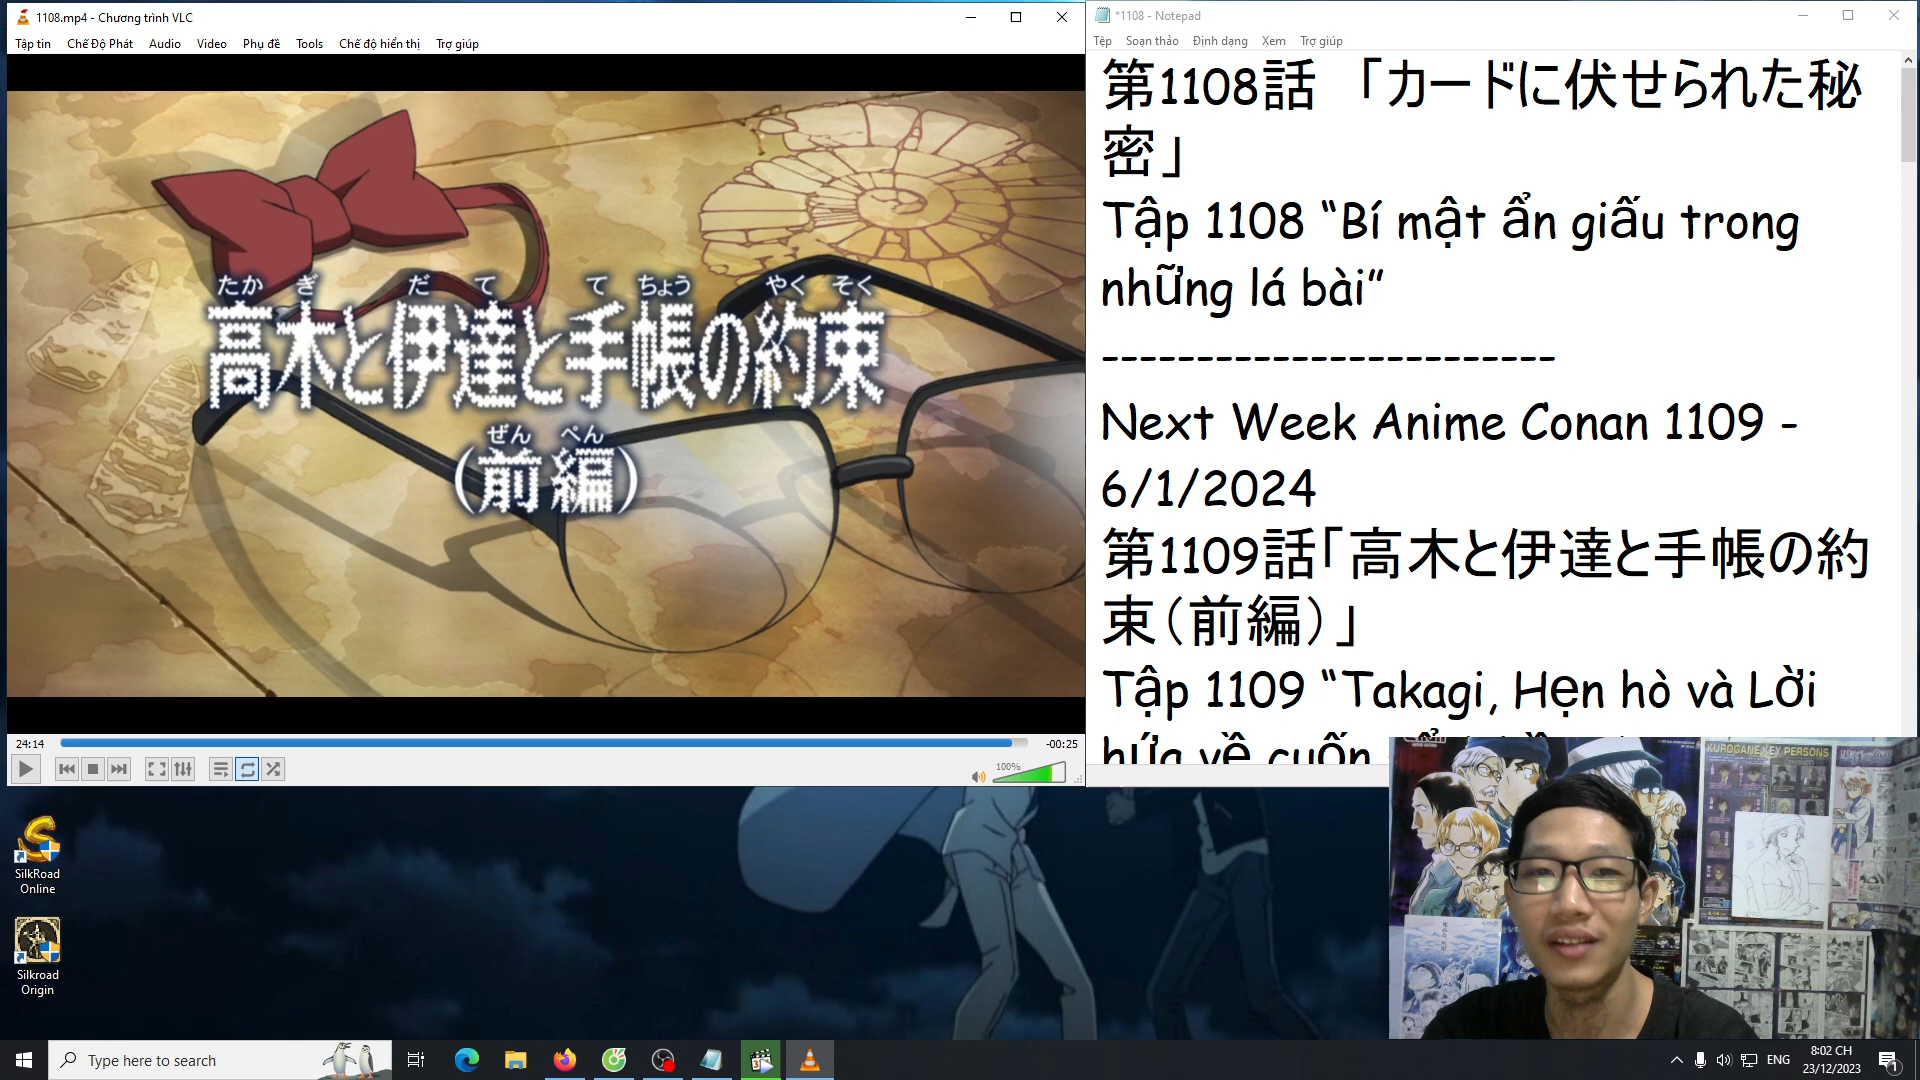 1108.mp4 - Chương trình VLC
Tập tin Chế Độ Phát Audio Video Phụ đề Tools Chế độ hiển thị Trợ giúp
たか ぎ だ て て ちょう やく そく
高木と伊達と手帳の約束
ぜん ぺん
(前編)
24:14
-00:25
100%
*1108 - Notepad
Tệp Soạn thảo Định dạng Xem Trợ giúp
第1108話 「カードに伏せられた秘
密」
Tập 1108 “Bí mật ẩn giấu trong
những lá bài”
------------------------
Next Week Anime Conan 1109 -
6/1/2024
第1109話「高木と伊達と手帳の約
束（前編）」
Tập 1109 “Takagi, Hẹn hò và Lời
hứa về cuốn
KUROGANE KEY PERSONS
SilkRoad
Online
Silkroad
Origin
Type here to search
ENG
8:02 CH
23/12/2023
1